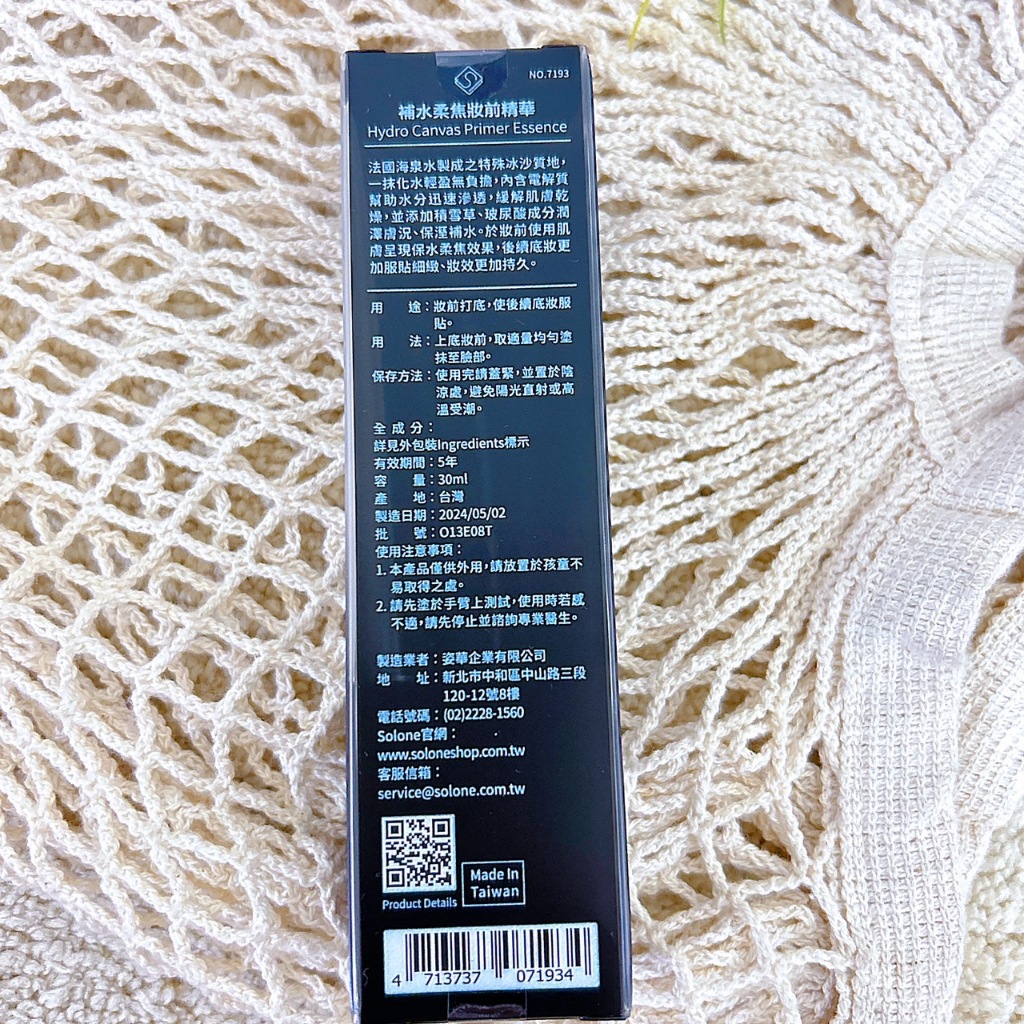 NO.7193
補水柔焦妝前精華
Hydro Canvas Primer Essence
法國海泉水製成之特殊冰沙質地,
一抹化水輕盈無負擔,內含電解質
幫助水分迅速滲透,緩解肌膚乾
燥,並添加積雪草、玻尿酸成分潤
澤膚況、保溼補水。於妝前使用肌
膚呈現保水柔焦效果,後續底妝更
加服貼細緻、妝效更加持久。
用 途:妝前打底,使後續底妝服
貼。
用 法:上底妝前,取適量均勻塗
抹至臉部。
保存方法:使用完請蓋緊,並置於陰
涼處,避免陽光直射或高
溫受潮。
全 成 分:
詳見外包裝Ingredients標示
有效期間:5年
容 量:30ml
產 地:台灣
製造日期:2024/05/02
批 號:O13E08T
使用注意事項:
1. 本產品僅供外用,請放置於孩童不
易取得之處。
2. 請先塗於手臂上測試,使用時若感
不適,請先停止並諮詢專業醫生。
製造業者:姿華企業有限公司
地 址:新北市中和區中山路三段
120-12號8樓
電話號碼:(02)2228-1560
Solone官網:
www.soloneshop.com.tw
客服信箱:
service@solone.com.tw
Product Details
Made In
Taiwan
4 713737 071934